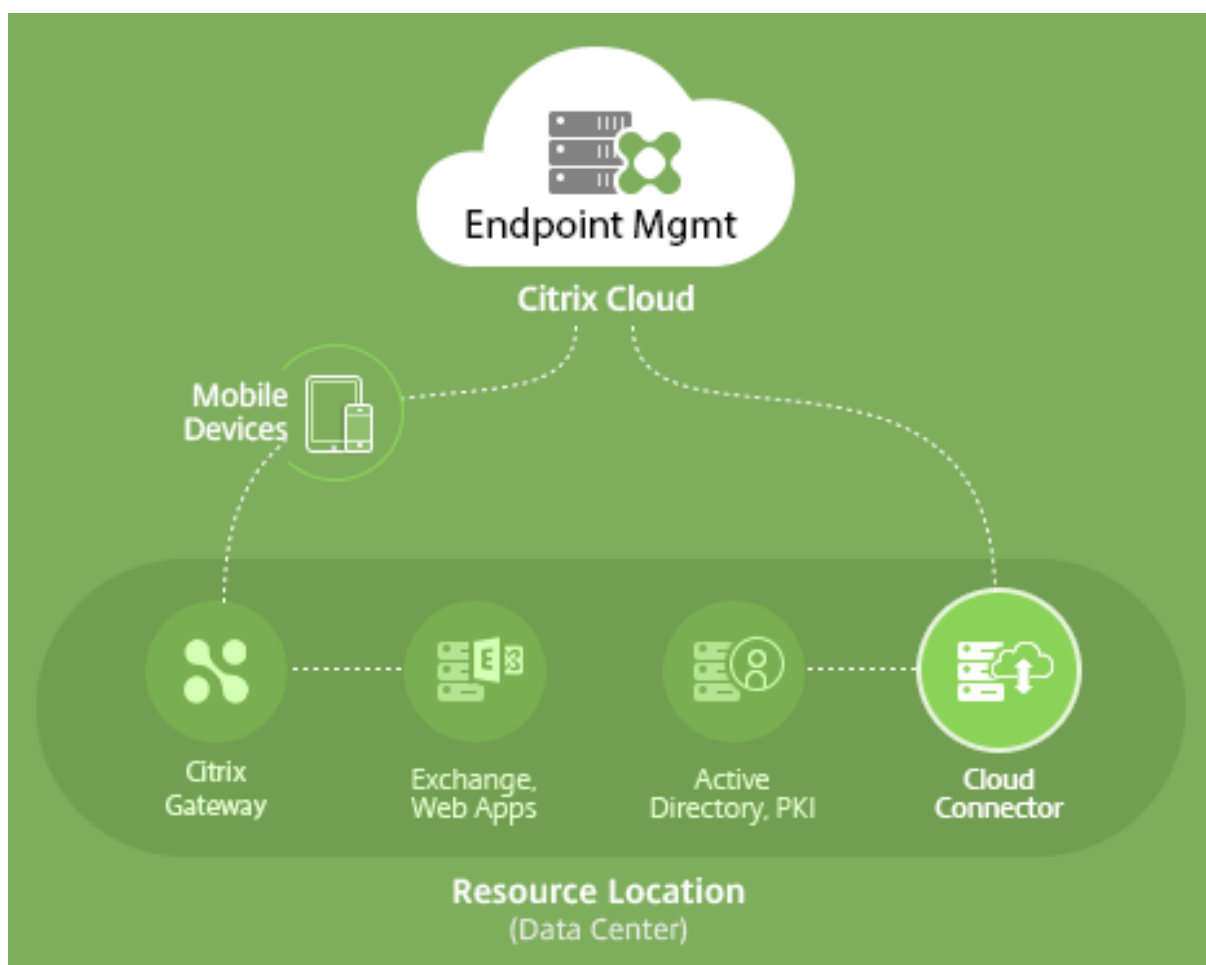 Endpoint Mgmt
Citrix Cloud
Mobile
Devices
E
Citrix
Gateway
Exchange,
Web Apps
Active
Directory, PKI
Cloud
Connector
Resource Location
(Data Center)